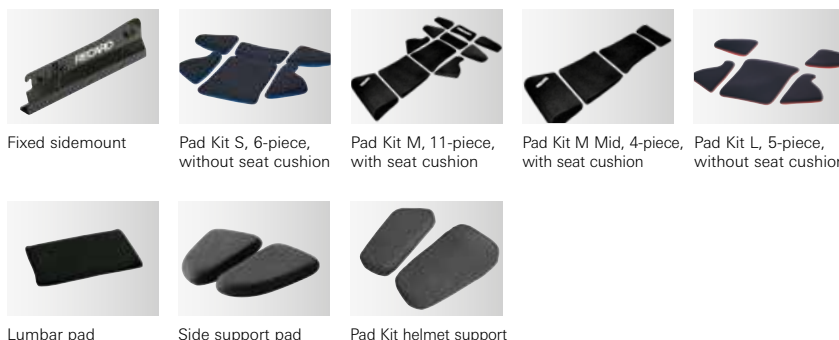 RECARO
Fixed sidemount
Pad Kit S, 6-piece,
without seat cushion
Pad Kit M, 11-piece,
with seat cushion
Pad Kit M Mid, 4-piece,
with seat cushion
Pad Kit L, 5-piece,
without seat cushion
Lumbar pad
Side support pad
Pad Kit helmet support